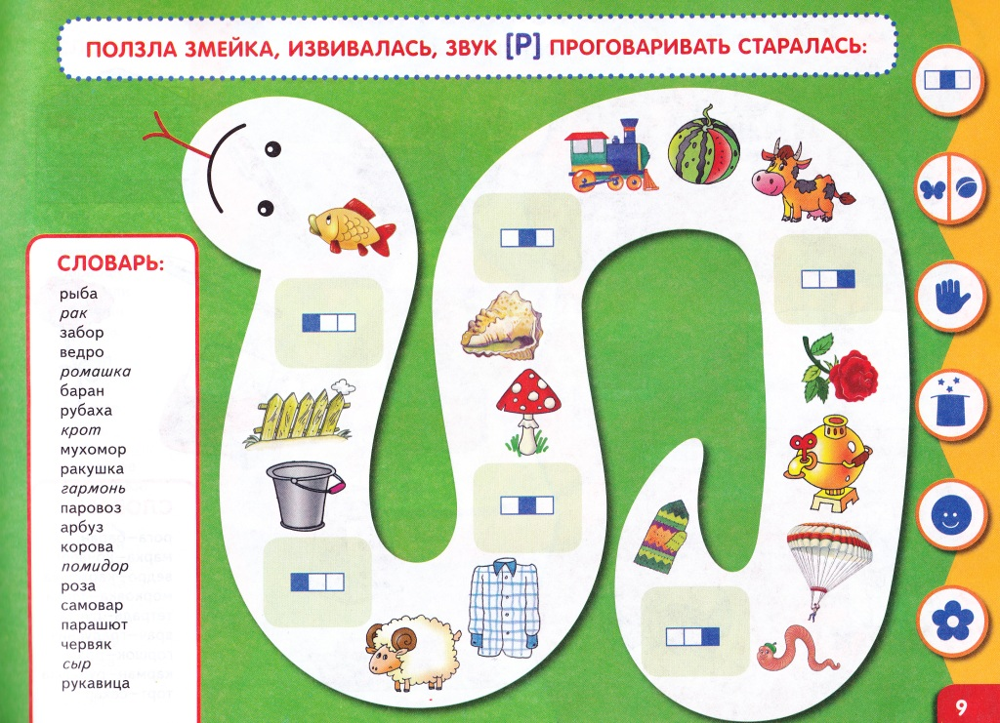 ПОЛЗЛА ЗМЕЙКА, ИЗВИВАЛАСЬ, ЗВУК [Р] ПРОГОВАРИВАТЬ СТАРАЛАСЬ:
СЛОВАРЬ:
рыба
рак
забор
ведро
ромашка
баран
рубаха
крот
мухомор
ракушка
гармонь
паровоз
арбуз
корова
помидор
роза
самовар
парашют
червяк
сыр
рукавица
9